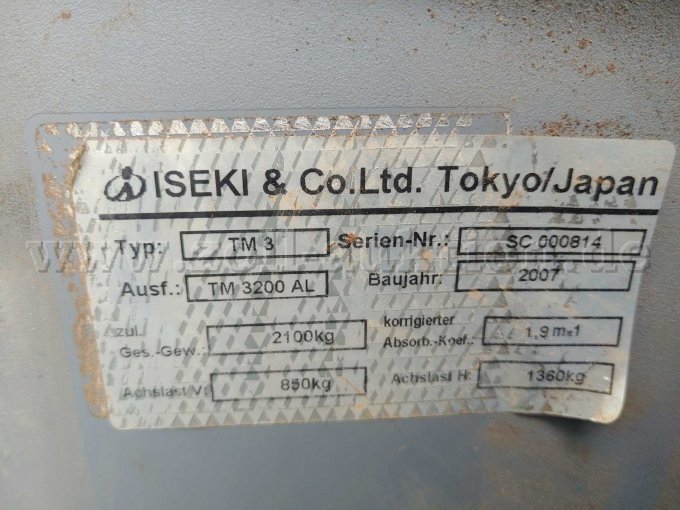 ISEKI & Co.Ltd. Tokyo/Japan
Typ: TM 3 Serien-Nr.: SC 000814
Ausf.: TM 3200 AL Baujahr: 2007
zul. Ges.-Gew.: 2100kg korrigierter Absorb.-Koef.: 1,9 m-1
Achslast V: 850kg Achslast H: 1360kg